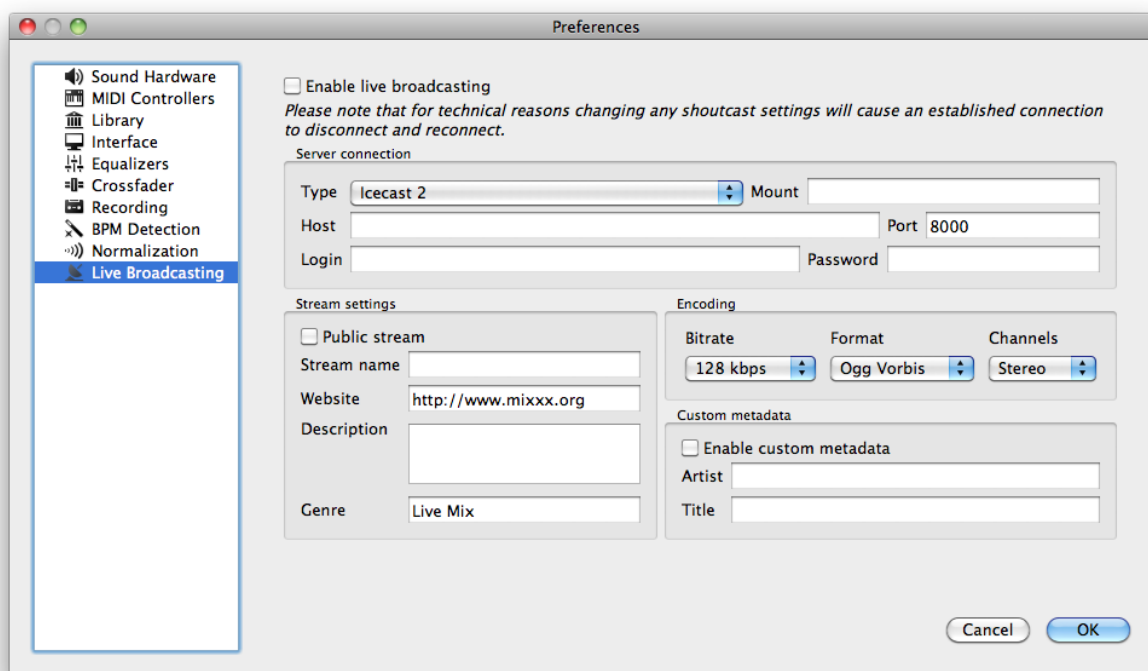 Preferences
Sound Hardware
MIDI Controllers
Library
Interface
Equalizers
Crossfader
Recording
BPM Detection
Normalization
Live Broadcasting
Enable live broadcasting
Please note that for technical reasons changing any shoutcast settings will cause an established connection
to disconnect and reconnect.
Server connection
Type Icecast 2 Mount
Host Port 8000
Login Password
Stream settings
Public stream
Stream name
Website http://www.mixxx.org
Description
Genre Live Mix
Encoding
Bitrate Format Channels
128 kbps Ogg Vorbis Stereo
Custom metadata
Enable custom metadata
Artist
Title
Cancel OK